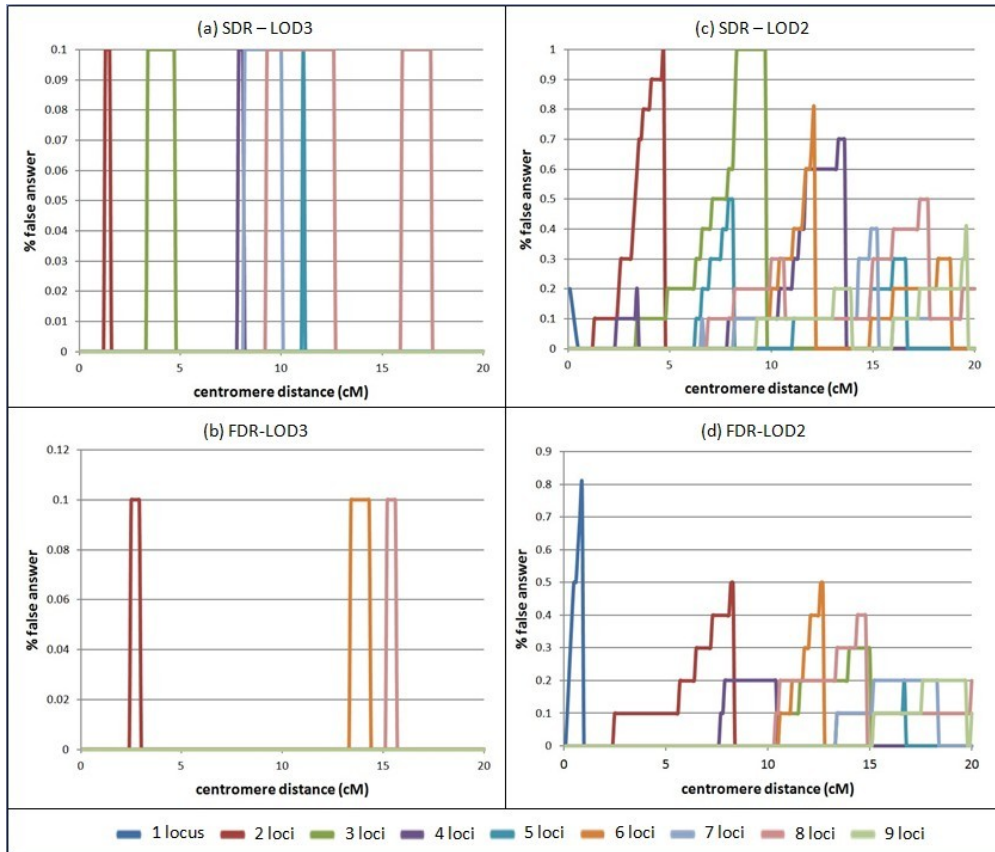 (a) SDR – LOD3
% false answer
0.1
0.09
0.08
0.07
0.06
0.05
0.04
0.03
0.02
0.01
0
0 5 10 15 20
centromere distance (cM)
(c) SDR – LOD2
% false answer
1
0.9
0.8
0.7
0.6
0.5
0.4
0.3
0.2
0.1
0
0 5 10 15 20
centromere distance (cM)
(b) FDR-LOD3
% false answer
0.12
0.1
0.08
0.06
0.04
0.02
0
0 5 10 15 20
centromere distance (cM)
(d) FDR-LOD2
% false answer
0.9
0.8
0.7
0.6
0.5
0.4
0.3
0.2
0.1
0
0 5 10 15 20
centromere distance (cM)
1 locus 2 loci 3 loci 4 loci 5 loci 6 loci 7 loci 8 loci 9 loci